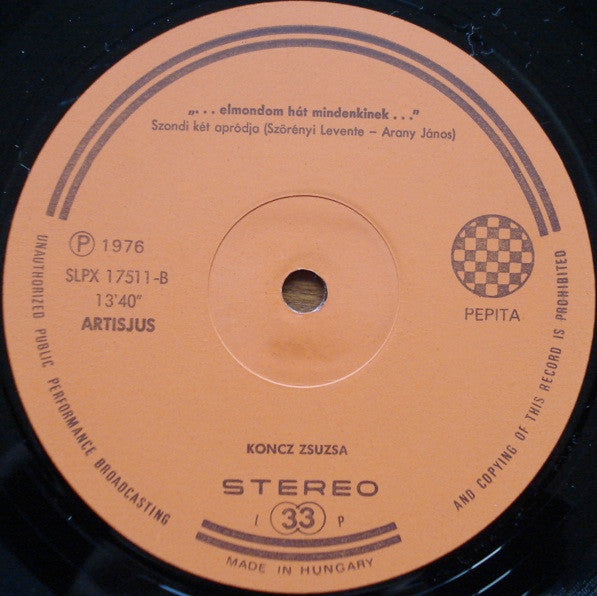 „. . . elmondom hát mindenkinek . . .”
Szondi két apródja (Szörényi Levente – Arany János)
Ⓟ 1976
SLPX 17511-B
13'40"
ARTISJUS
PEPITA
KONCZ ZSUZSA
STEREO
I 33 P
MADE IN HUNGARY
UNAUTHORIZED PUBLIC PERFORMANCE BROADCASTING
AND COPYING OF THIS RECORD IS PROHIBITED